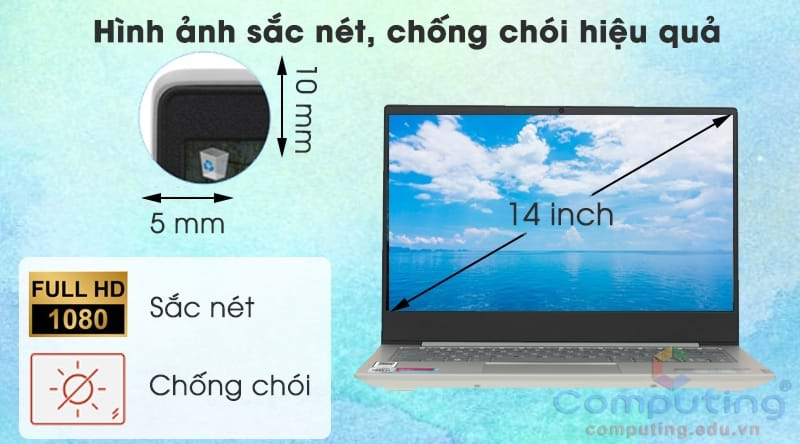 Hình ảnh sắc nét, chống chói hiệu quả
10 mm
5 mm
14 inch
FULL HD
1080
Sắc nét
Chống chói
Computing®
computing.edu.vn